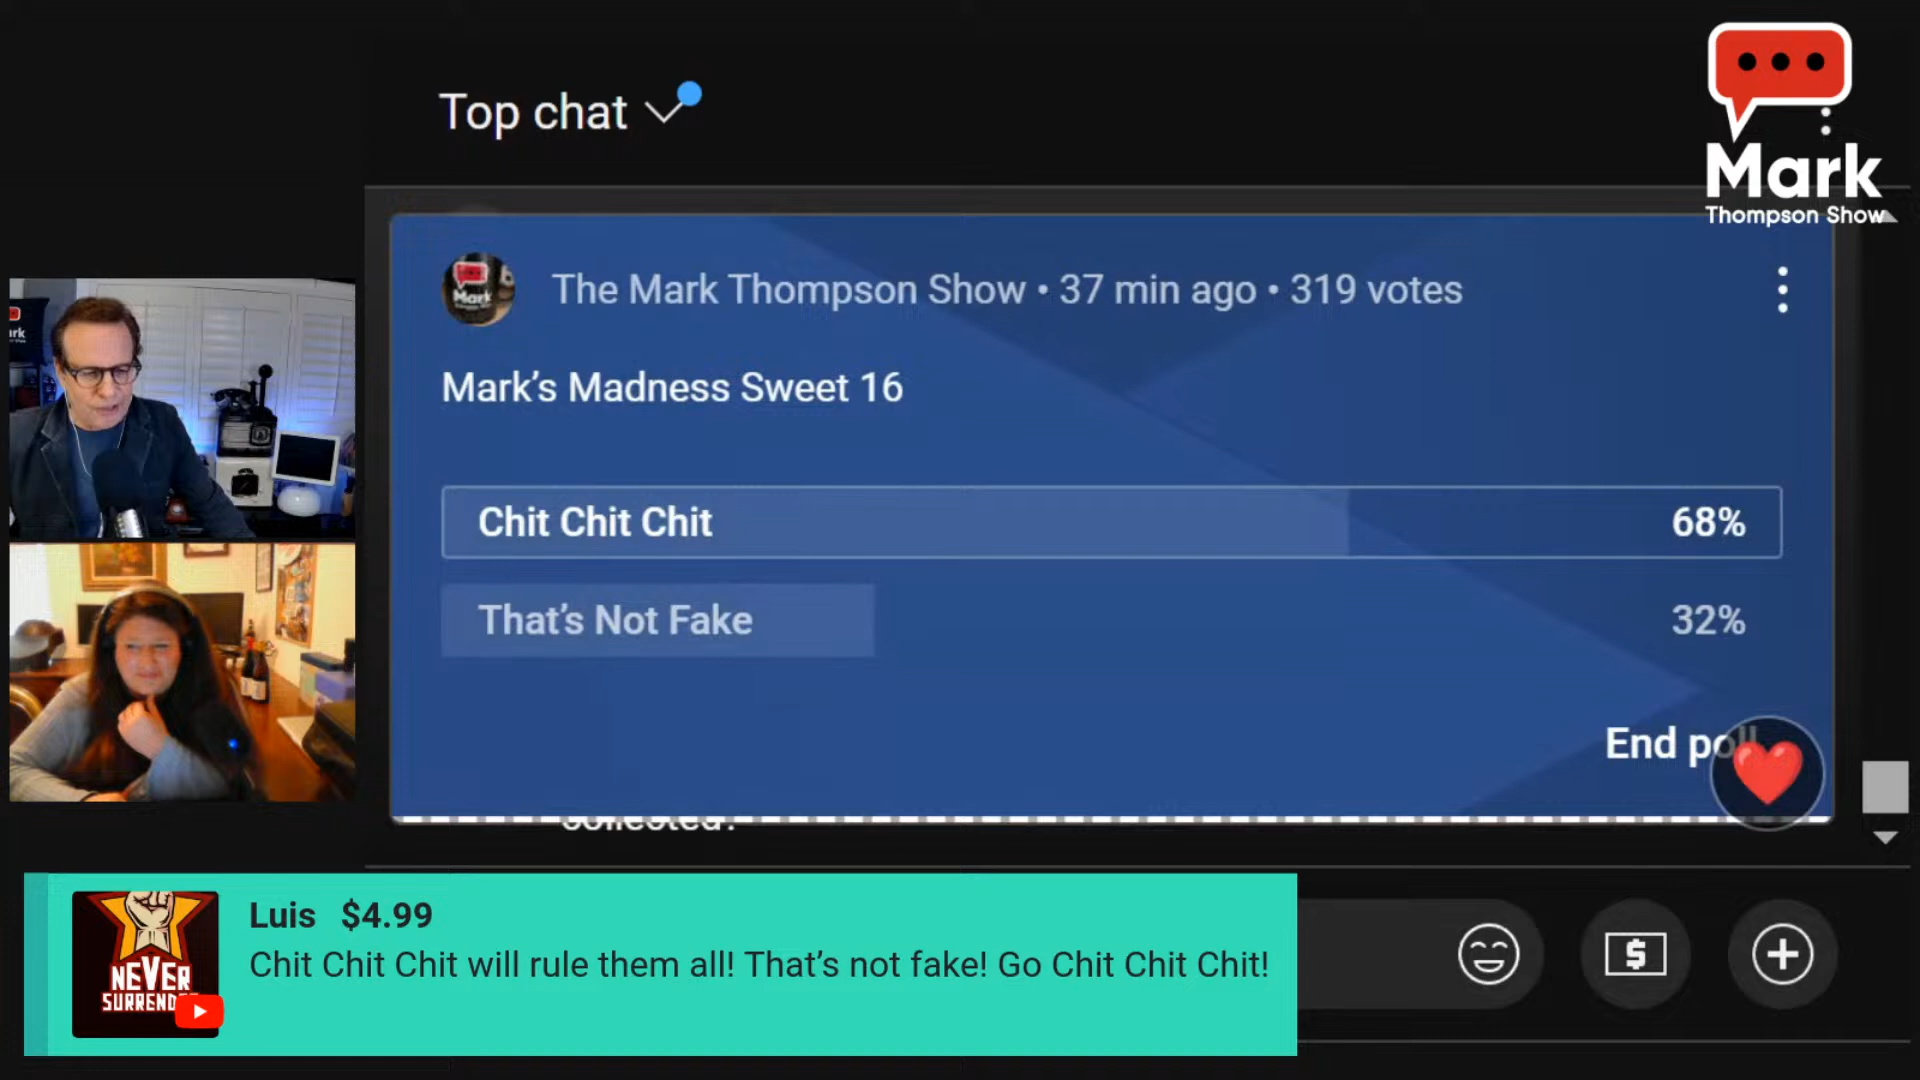 Top chat
Mark
Thompson Show
The Mark Thompson Show • 37 min ago • 319 votes
Mark's Madness Sweet 16
Chit Chit Chit 68%
That's Not Fake 32%
End poll
collected?
Luis $4.99
Chit Chit Chit will rule them all! That's not fake! Go Chit Chit Chit!
NEVER